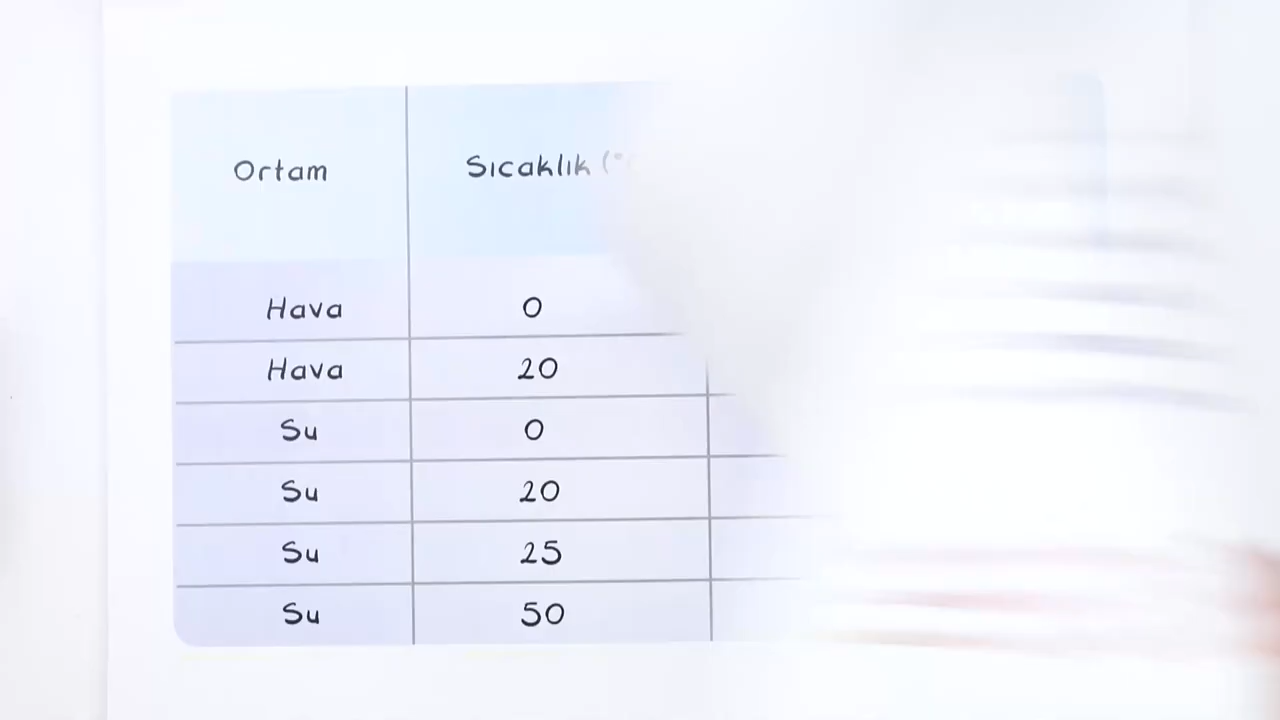 Ortam Sıcaklık (°
Hava 0
Hava 20
Su 0
Su 20
Su 25
Su 50